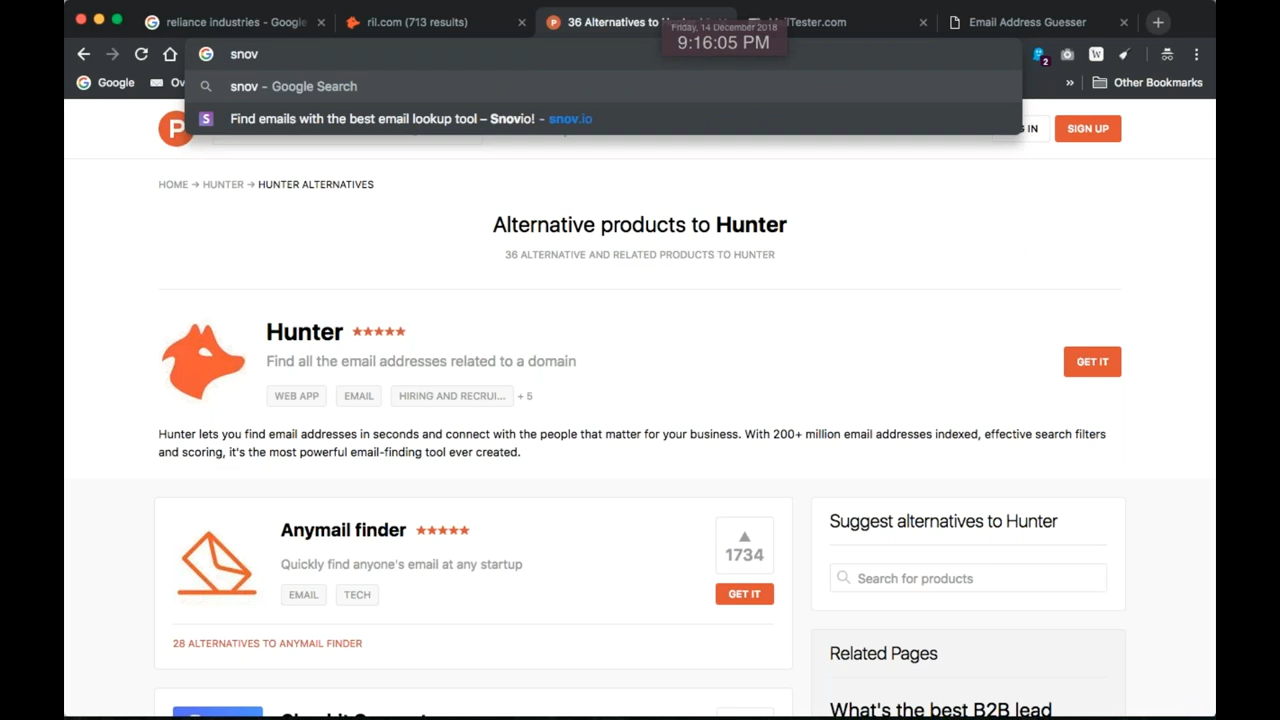 reliance industries - Google
ril.com (713 results)
36 Alternatives to
MailTester.com
Email Address Guesser
Friday, 14 December 2018
9:16:05 PM
snov
2
W
Google
Ov
»
Other Bookmarks
snov - Google Search
S
Find emails with the best email lookup tool – Snovio! - snov.io
P
IN
SIGN UP
HOME → HUNTER → HUNTER ALTERNATIVES
Alternative products to Hunter
36 ALTERNATIVE AND RELATED PRODUCTS TO HUNTER
Hunter ★★★★★
Find all the email addresses related to a domain
GET IT
WEB APP
EMAIL
HIRING AND RECRUI...
+ 5
Hunter lets you find email addresses in seconds and connect with the people that matter for your business. With 200+ million email addresses indexed, effective search filters
and scoring, it's the most powerful email-finding tool ever created.
Anymail finder ★★★★★
Quickly find anyone's email at any startup
EMAIL
TECH
1734
GET IT
28 ALTERNATIVES TO ANYMAIL FINDER
Suggest alternatives to Hunter
Search for products
Related Pages
What's the best B2B lead